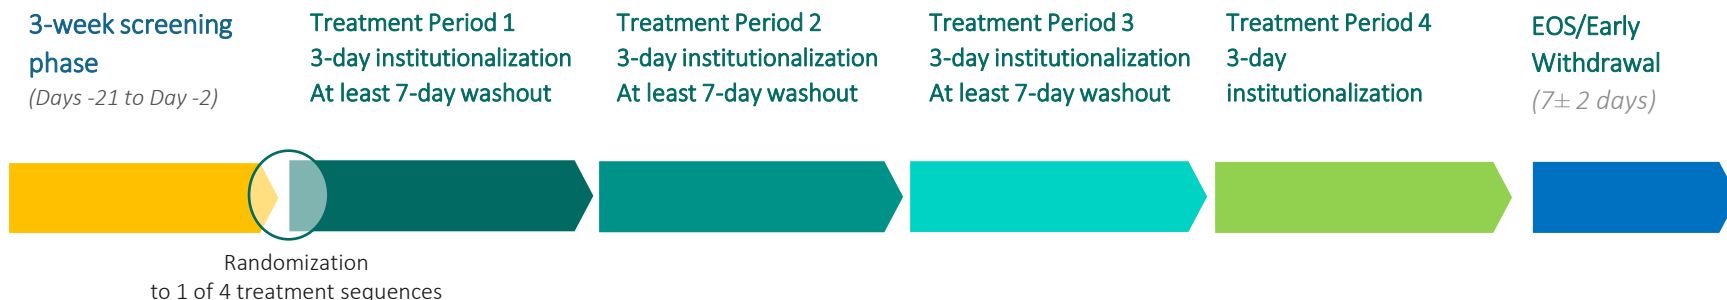 3-week screening
phase
(Days -21 to Day -2)
Treatment Period 1
3-day institutionalization
At least 7-day washout
Treatment Period 2
3-day institutionalization
At least 7-day washout
Treatment Period 3
3-day institutionalization
At least 7-day washout
Treatment Period 4
3-day
institutionalization
EOS/Early
Withdrawal
(7± 2 days)
Randomization
to 1 of 4 treatment sequences